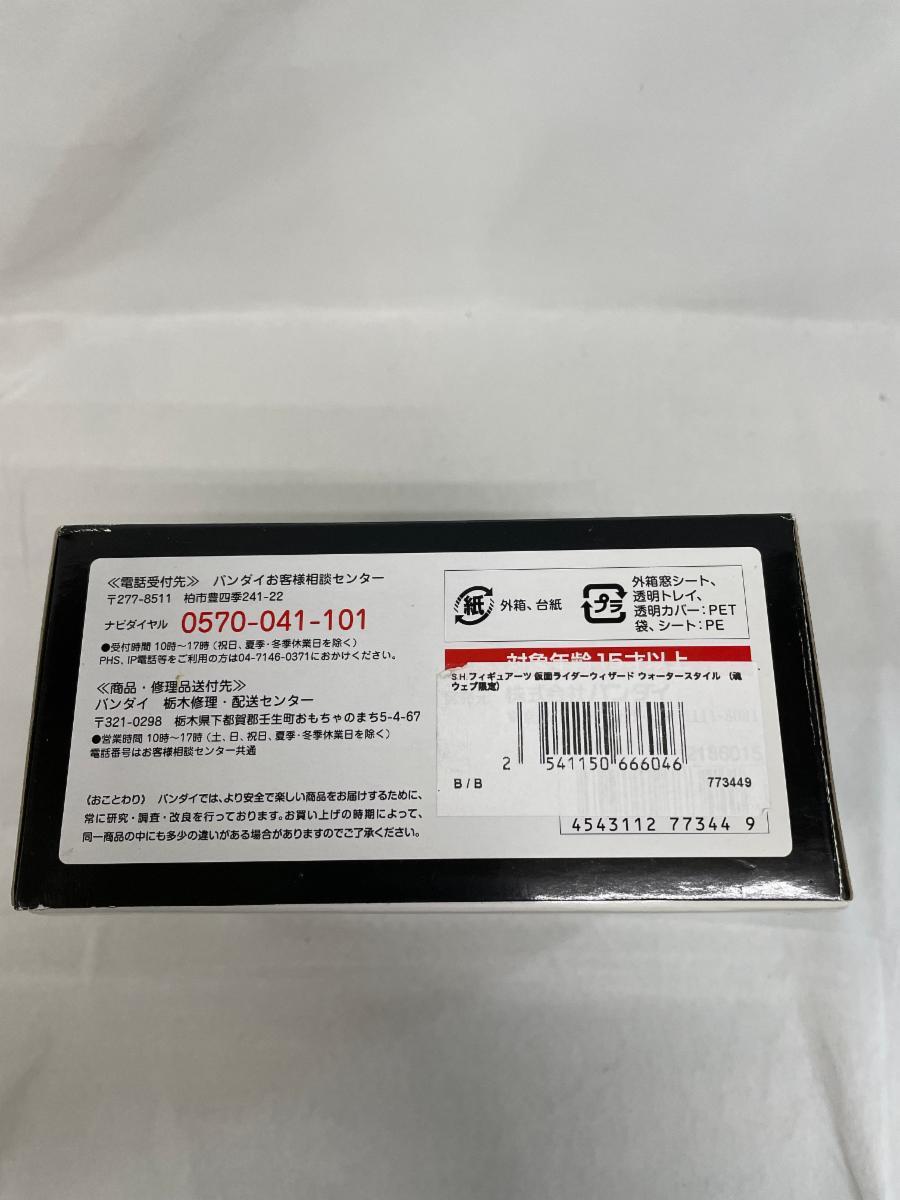 ≪電話受付先≫ バンダイお客様相談センター
〒277-8511 柏市豊四季241-22
ナビダイヤル 0570-041-101
●受付時間 10時〜17時(祝日、夏季・冬季休業日を除く)
PHS、IP電話等をご利用の方は04-7146-0371におかけください。
≪商品・修理品送付先≫
バンダイ 栃木修理・配送センター
〒321-0298 栃木県下都賀郡壬生町おもちゃのまち5-4-67
●営業時間 10時〜17時(土、日、祝日、夏季・冬季休業日を除く)
電話番号はお客様相談センター共通
(おことわり) バンダイでは、より安全で楽しい商品をお届けするために、
常に研究・調査・改良を行っております。お買い上げの時期によって、
同一商品の中にも多少の違いがある場合がありますのでご了承ください。
紙 外箱、台紙
プラ 外箱窓シート、
透明トレイ、
透明カバー:PET
袋、シート:PE
対象年齢15才以上
S.H.フィギュアーツ 仮面ライダーウィザード ウォータースタイル (魂
ウェブ限定)
株式会社バンダイ
2 541150 666046
B / B 773449
4543112 77344 9